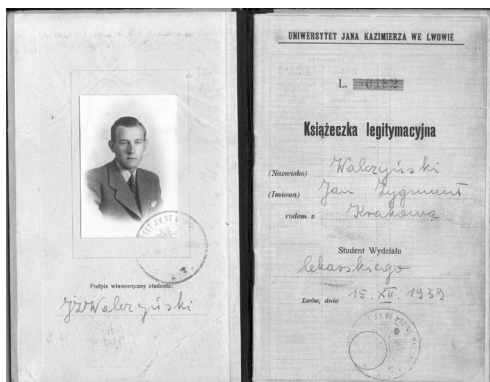 Podpis własnoręczny studenta:
JZWalczyński
UNIWERSYTET JANA KAZIMIERZA WE LWOWIE
L. 6182
Książeczka legitymacyjna
(Nazwisko) Walczyński
(Imiona) Jan Zygmunt
rodem z Krakowa
Student Wydziału
lekarskiego
Lwów, dnia 15. XII. 1939